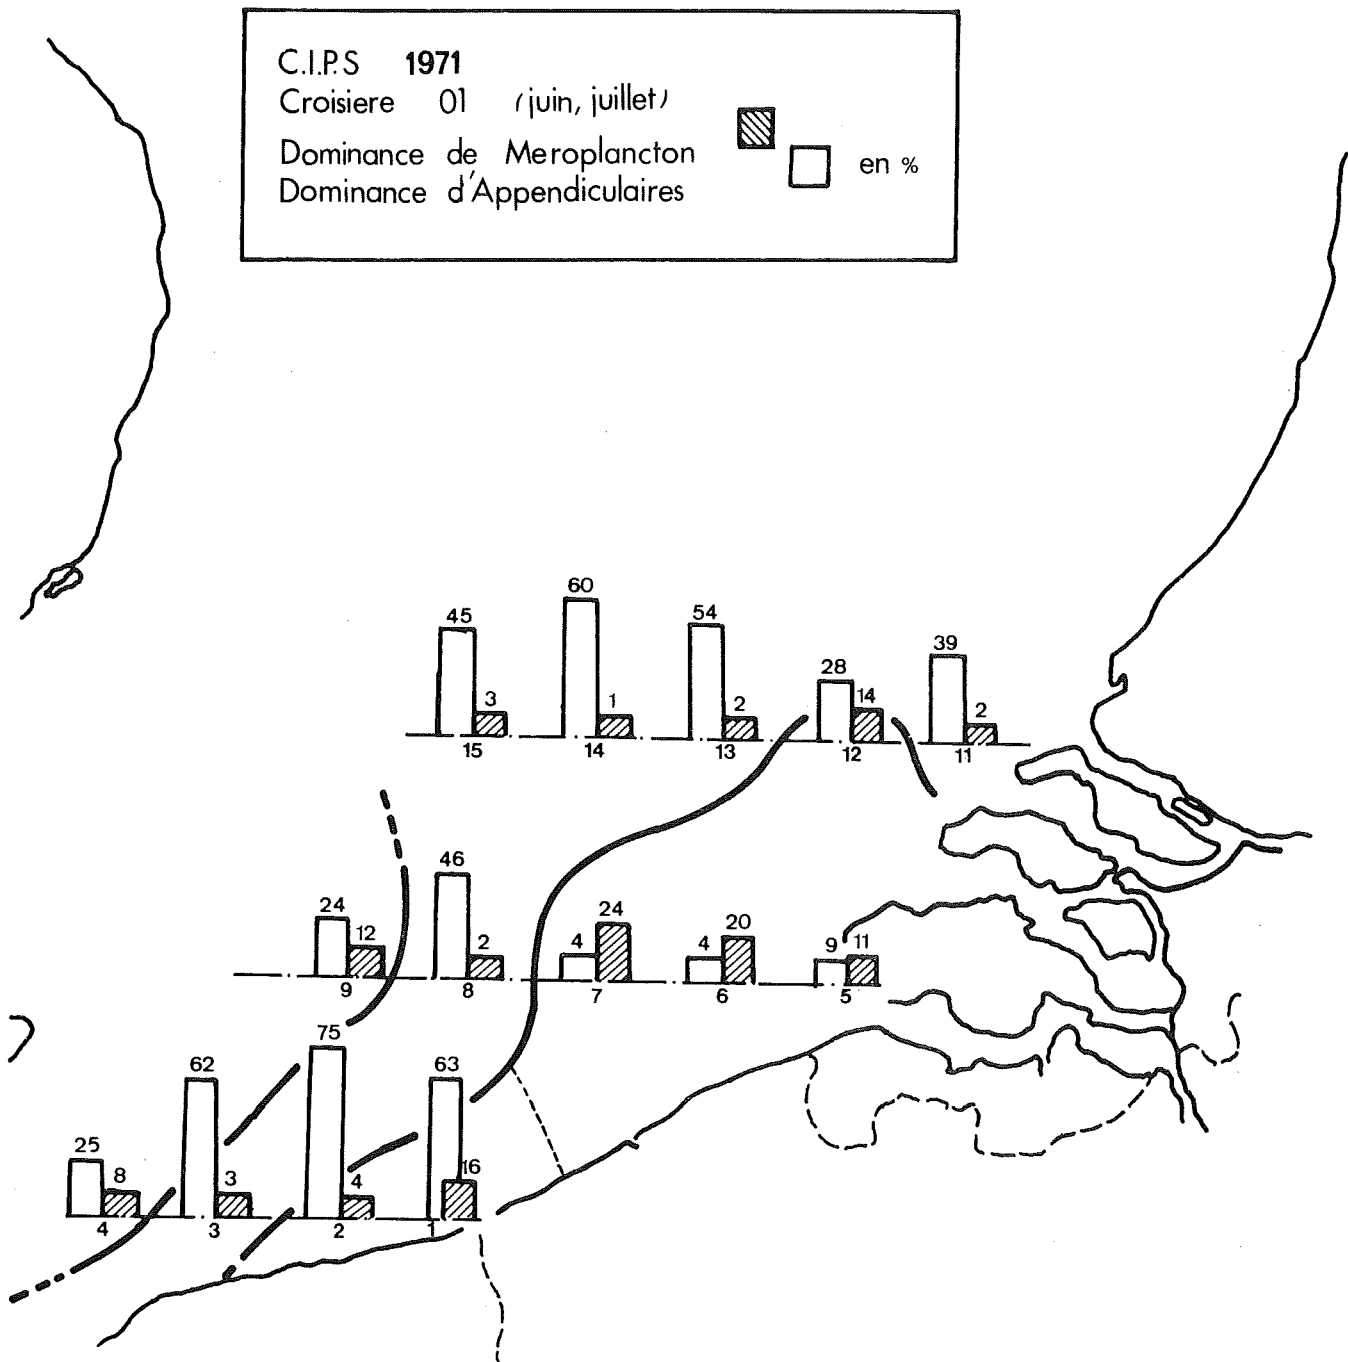 C.I.P.S 1971
Croisiere 01 (juin, juillet)
Dominance de Meroplancton
Dominance d'Appendiculaires
en %
45 60 54 28 39
3 1 2 14 2
15 14 13 12 11
24 46 4 4 9
12 2 24 20 11
9 8 7 6 5
25 62 75 63
8 3 4 16
4 3 2 1